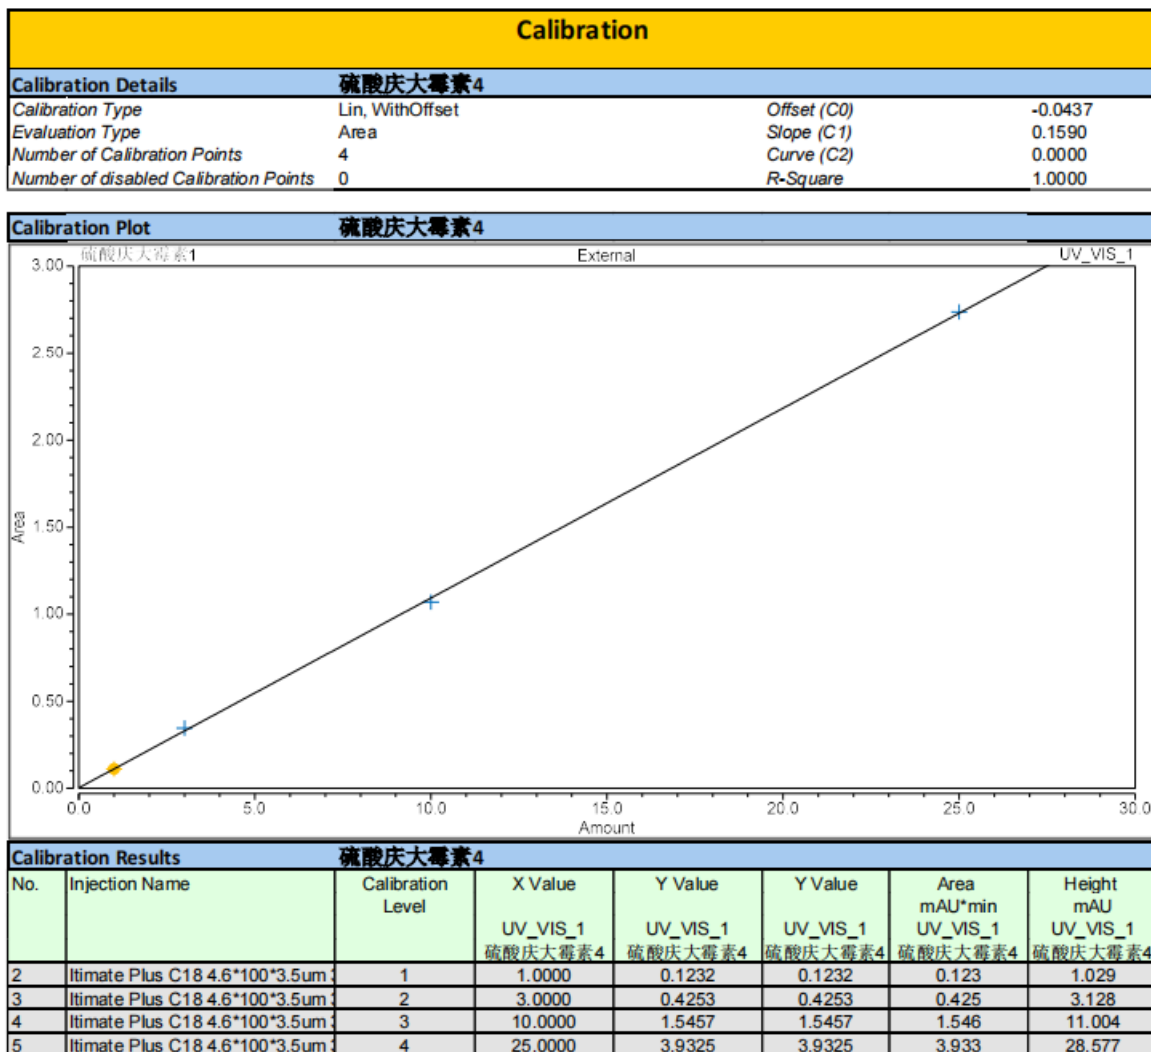 Calibration
Calibration Details 硫酸庆大霉素4
Calibration Type Lin, WithOffset Offset (C0) -0.0437
Evaluation Type Area Slope (C1) 0.1590
Number of Calibration Points 4 Curve (C2) 0.0000
Number of disabled Calibration Points 0 R-Square 1.0000
Calibration Plot 硫酸庆大霉素4
硫酸庆大霉素1 External UV_VIS_1
3.00
2.50
2.00
1.50
1.00
0.50
0.00
Area
0.0 5.0 10.0 15.0 20.0 25.0 30.0
Amount
Calibration Results 硫酸庆大霉素4
No. Injection Name Calibration X Value Y Value Y Value Area Height
Level mAU*min mAU
UV_VIS_1 UV_VIS_1 UV_VIS_1 UV_VIS_1 UV_VIS_1
硫酸庆大霉素4 硫酸庆大霉素4 硫酸庆大霉素4 硫酸庆大霉素4 硫酸庆大霉素4
2 Itimate Plus C18 4.6*100*3.5um 1 1.0000 0.1232 0.1232 0.123 1.029
3 Itimate Plus C18 4.6*100*3.5um 2 3.0000 0.4253 0.4253 0.425 3.128
4 Itimate Plus C18 4.6*100*3.5um 3 10.0000 1.5457 1.5457 1.546 11.004
5 Itimate Plus C18 4.6*100*3.5um 4 25.0000 3.9325 3.9325 3.933 28.577